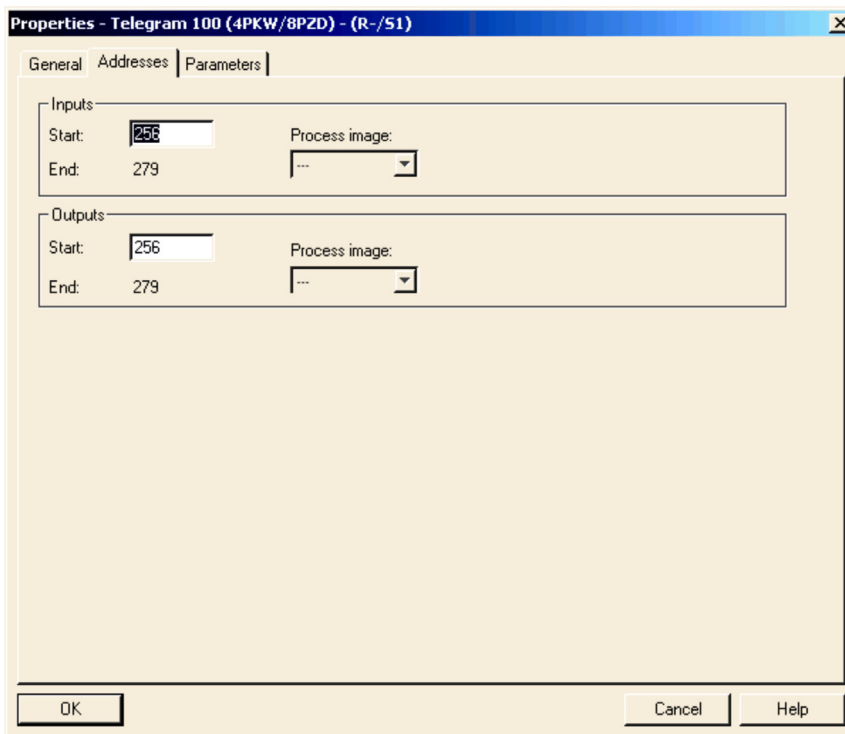 Properties - Telegram 100 (4PKW/8PZD) - (R-/S1)
General Addresses Parameters
Inputs
Start: 256 Process image:
End: 279 ---
Outputs
Start: 256 Process image:
End: 279 ---
OK Cancel Help